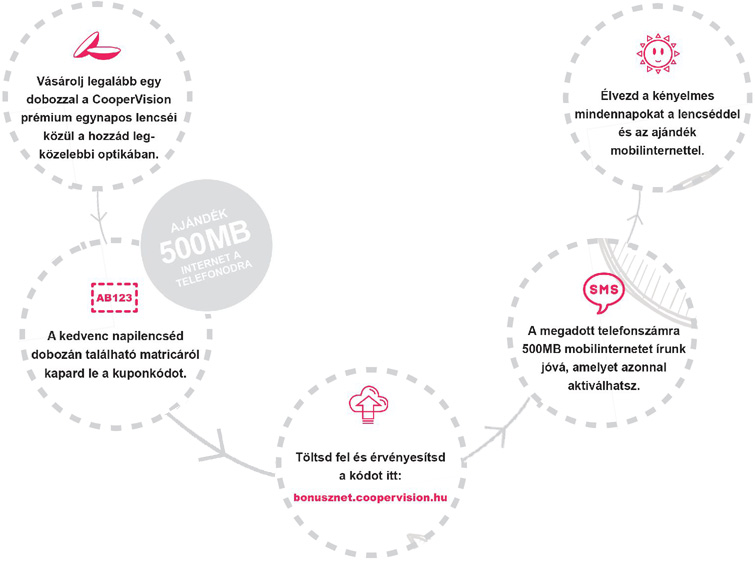 Vásárolj legalább egy
dobozzal a CooperVision
prémium egynapos lencséi
közül a hozzád leg-
közelebbi optikában.
AJÁNDÉK
500MB
INTERNET A
TELEFONODRA
AB123
A kedvenc napilencséd
dobozán található matricáról
kapard le a kuponkódot.
Töltsd fel és érvényesítsd
a kódot itt:
bonusznet.coopervision.hu
SMS
A megadott telefonszámra
500MB mobilinternetet írunk
jóvá, amelyet azonnal
aktiválhatsz.
Élvezd a kényelmes
mindennapokat a lencséddel
és az ajándék
mobilinternettel.